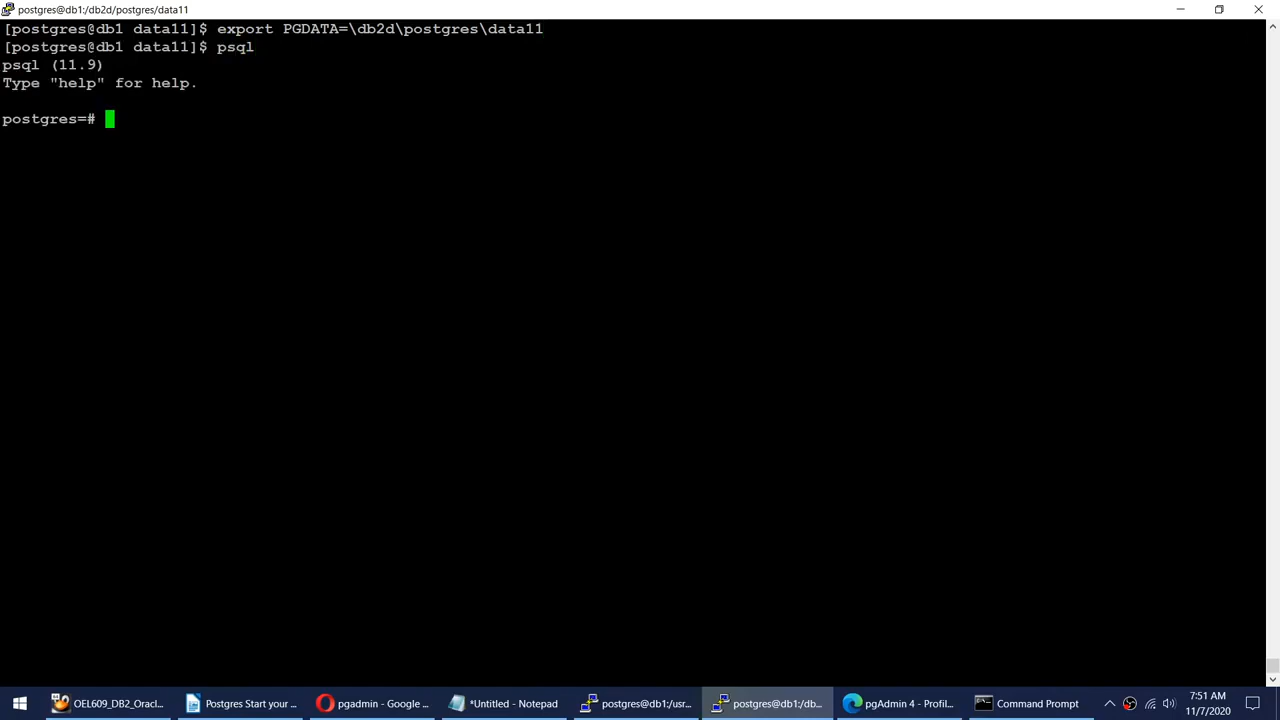 postgres@db1:/db2d/postgres/data11
[postgres@db1 data11]$ export PGDATA=\db2d\postgres\data11
[postgres@db1 data11]$ psql
psql (11.9)
Type "help" for help.
postgres=#
OEL609_DB2_Oracl...
Postgres Start your ...
pgadmin - Google ...
*Untitled - Notepad
postgres@db1:/usr...
postgres@db1:/db...
pgAdmin 4 - Profil...
Command Prompt
7:51 AM
11/7/2020